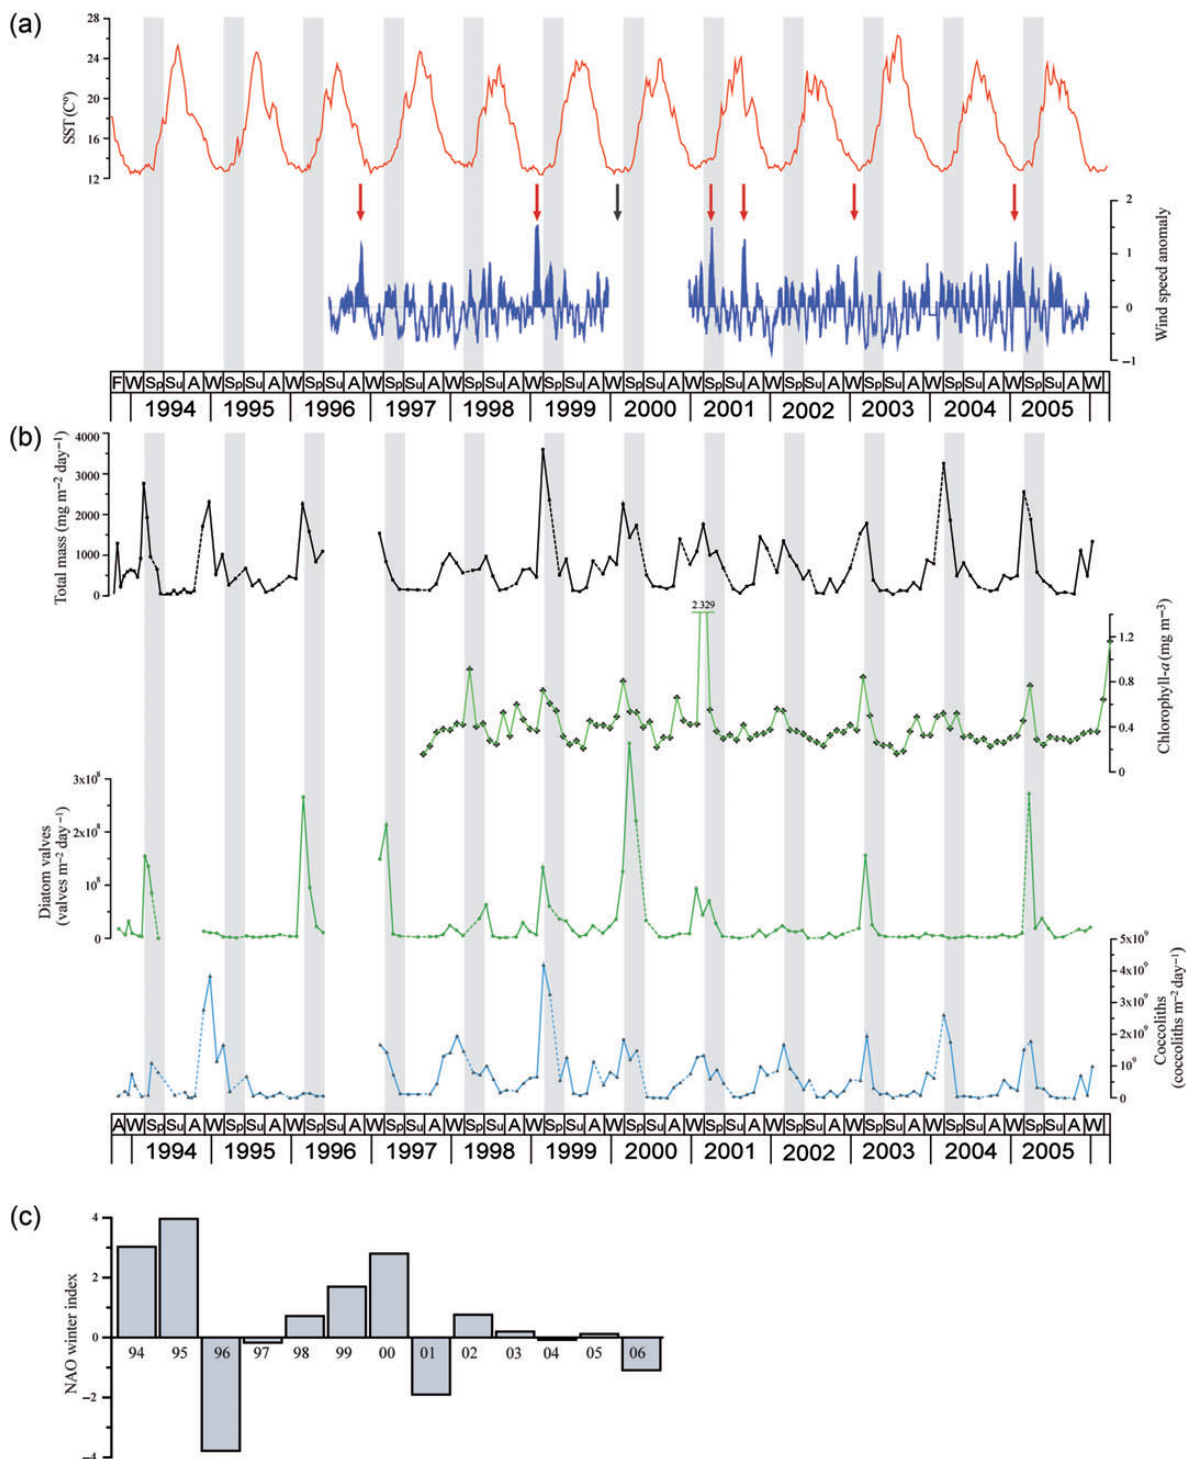 (a)
28
24
20
16
12
SST (C°)
2
1
0
−1
Wind speed anomaly
F W Sp Su A W Sp Su A W Sp Su A W Sp Su A W Sp Su A W Sp Su A W Sp Su A W Sp Su A W Sp Su A W Sp Su A W Sp Su A W Sp Su A W
1994 1995 1996 1997 1998 1999 2000 2001 2002 2003 2004 2005
(b)
4000
3000
2000
1000
0
Total mass (mg m−2 day−1)
2.329
1.2
0.8
0.4
0
Chlorophyll-a (mg m−3)
3x10⁸
2x10⁸
10⁸
0
Diatom valves
(valves m−2 day−1)
5x10⁹
4x10⁹
3x10⁹
2x10⁹
10⁹
0
Coccoliths
(coccoliths m−2 day−1)
A W Sp Su A W Sp Su A W Sp Su A W Sp Su A W Sp Su A W Sp Su A W Sp Su A W Sp Su A W Sp Su A W Sp Su A W Sp Su A W Sp Su A W
1994 1995 1996 1997 1998 1999 2000 2001 2002 2003 2004 2005
(c)
4
2
0
−2
−4
NAO winter index
94 95 96 97 98 99 00 01 02 03 04 05 06